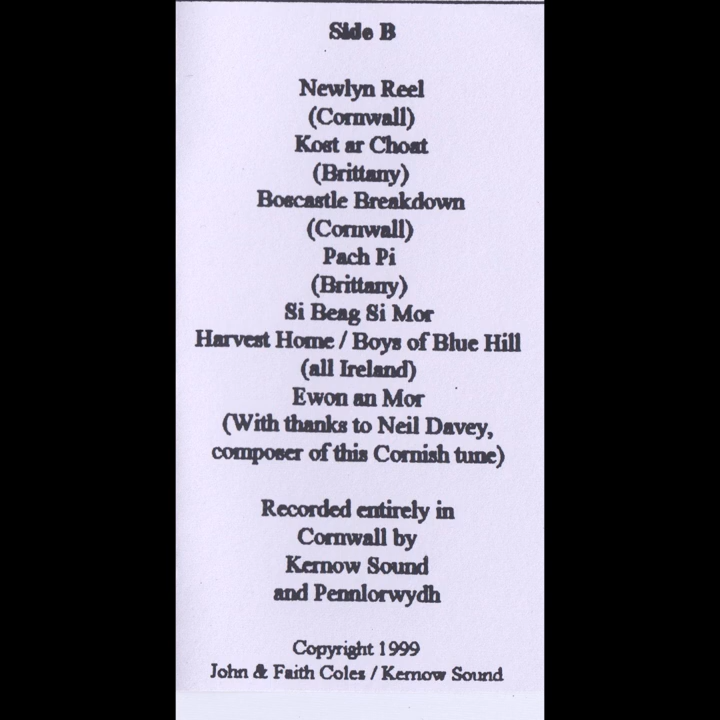 Side B
Newlyn Reel
(Cornwall)
Kost ar Choat
(Brittany)
Boscastle Breakdown
(Cornwall)
Pach Pi
(Brittany)
Si Beag Si Mor
Harvest Home / Boys of Blue Hill
(all Ireland)
Ewon an Mor
(With thanks to Neil Davey,
composer of this Cornish tune)
Recorded entirely in
Cornwall by
Kernow Sound
and Pennlorwydh
Copyright 1999
John & Faith Coles / Kernow Sound